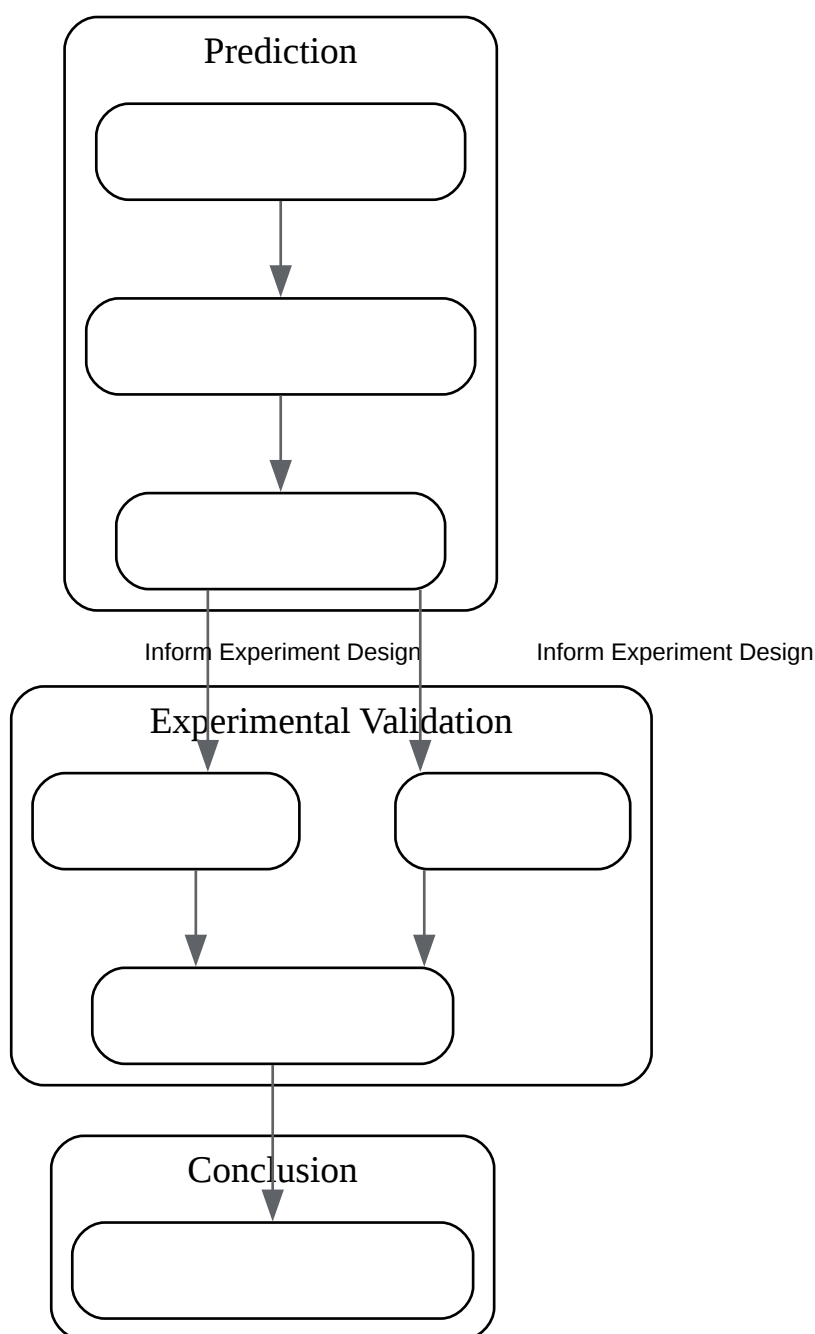 Prediction
Inform Experiment Design
Inform Experiment Design
Experimental Validation
Conclusion